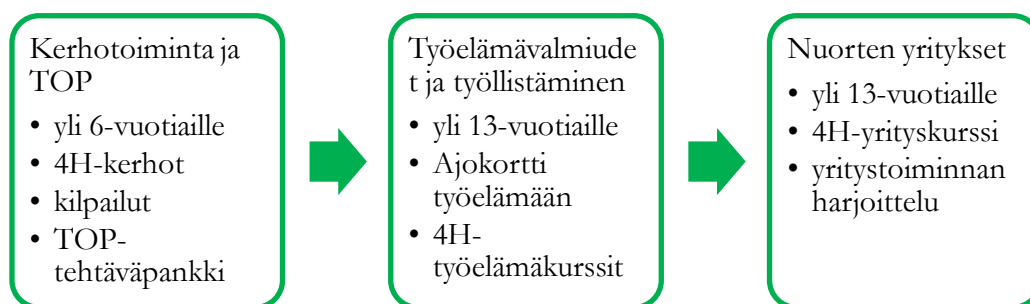 Kerhotoiminta ja
TOP
• yli 6-vuotiaille
• 4H-kerhot
• kilpailut
• TOP-
tehtäväpankki
Työelämävalmiude
t ja työllistäminen
• yli 13-vuotiaille
• Ajokortti
työelämään
• 4H-
työelämäkurssit
Nuorten yritykset
• yli 13-vuotiaille
• 4H-yrityskurssi
• yritystoiminnan
harjoittelu